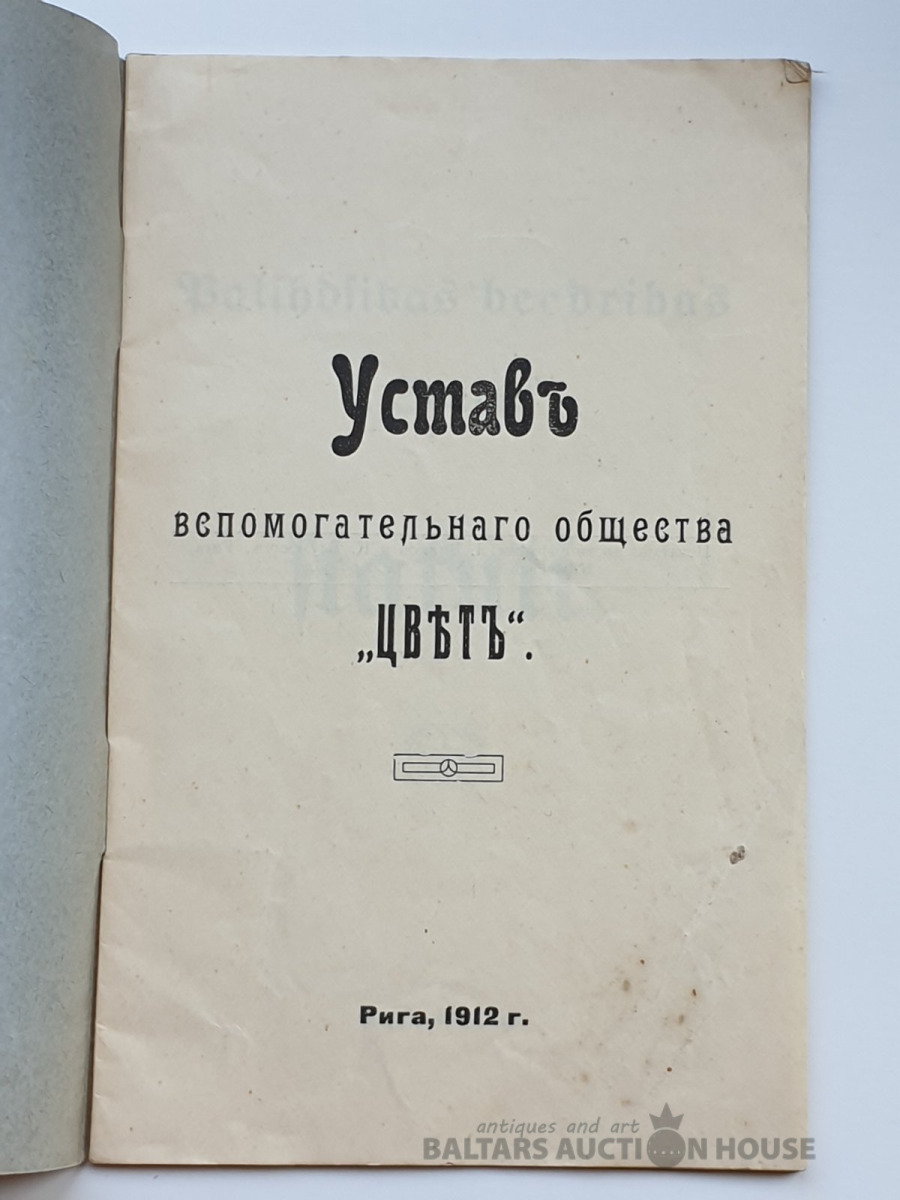 Уставъ
вспомогательнаго общества
„ЦВѢТЪ“.
Рига, 1912 г.
antiques and art
BALTARS AUCTION HOUSE